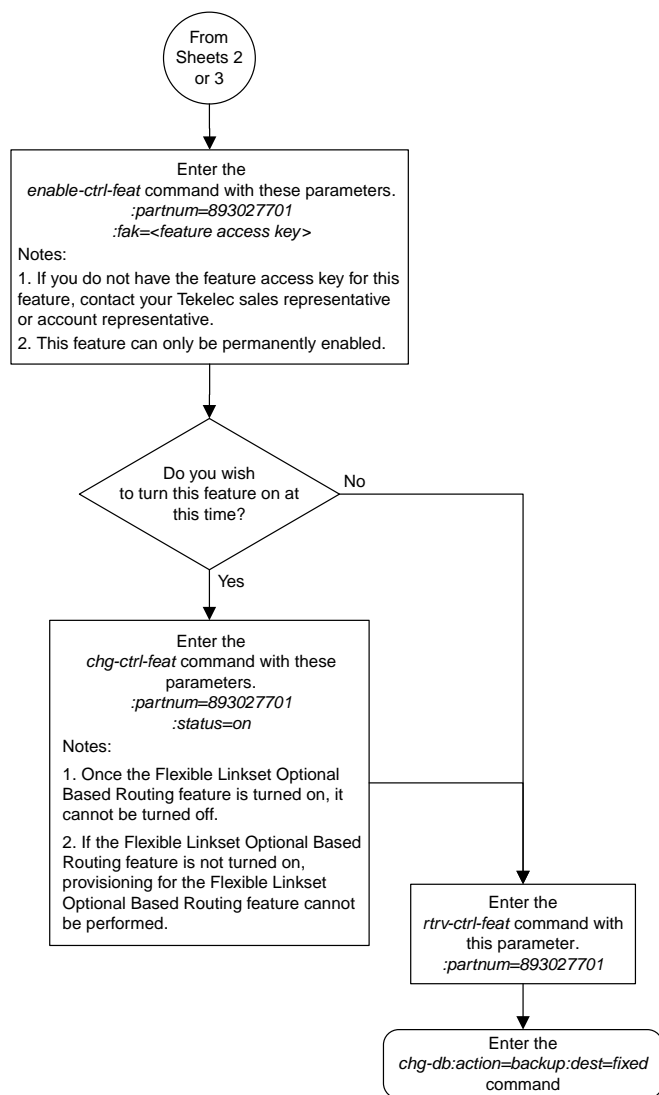 From
Sheets 2
or 3
Enter the
enable-ctrl-feat command with these parameters.
:partnum=893027701
:fak=<feature access key>
Notes:
1. If you do not have the feature access key for this
feature, contact your Tekelec sales representative
or account representative.
2. This feature can only be permanently enabled.
Do you wish
to turn this feature on at
this time?
No
Yes
Enter the
chg-ctrl-feat command with these
parameters.
:partnum=893027701
:status=on
Notes:
1. Once the Flexible Linkset Optional
Based Routing feature is turned on, it
cannot be turned off.
2. If the Flexible Linkset Optional Based
Routing feature is not turned on,
provisioning for the Flexible Linkset
Optional Based Routing feature cannot
be performed.
Enter the
rtrv-ctrl-feat command with
this parameter.
:partnum=893027701
Enter the
chg-db:action=backup:dest=fixed
command